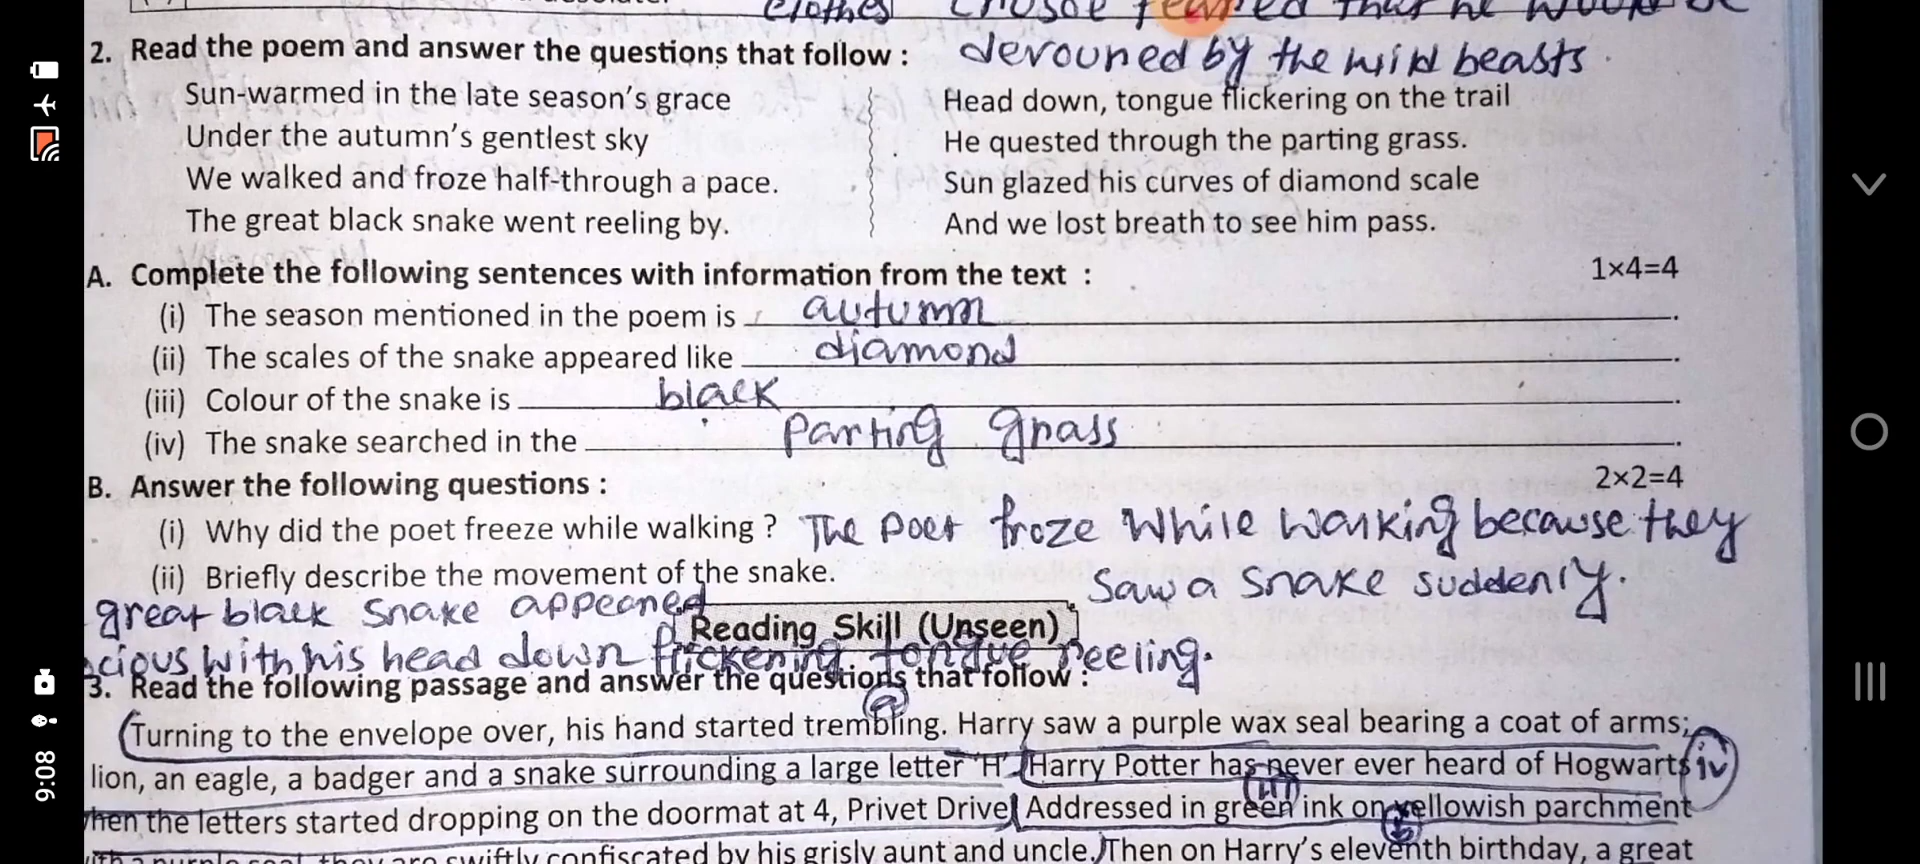 clothes
2. Read the poem and answer the questions that follow : devouned by the wild beasts.
Sun-warmed in the late season's grace
Under the autumn's gentlest sky
We walked and froze half-through a pace.
The great black snake went reeling by.
Head down, tongue flickering on the trail
He quested through the parting grass.
Sun glazed his curves of diamond scale
And we lost breath to see him pass.
A. Complete the following sentences with information from the text : 1×4=4
(i) The season mentioned in the poem is autumn.
(ii) The scales of the snake appeared like diamond.
(iii) Colour of the snake is black.
(iv) The snake searched in the Parting grass.
B. Answer the following questions : 2×2=4
(i) Why did the poet freeze while walking ? The Poet froze While walking because they
(ii) Briefly describe the movement of the snake. saw a snake suddenly.
great black snake appeared
Reading Skill (Unseen)
cious with his head down flickening tongue reeling.
3. Read the following passage and answer the questions that follow :
a
Turning to the envelope over, his hand started trembling. Harry saw a purple wax seal bearing a coat of arms;
lion, an eagle, a badger and a snake surrounding a large letter 'H'. Harry Potter has never ever heard of Hogwarts iv
hen the letters started dropping on the doormat at 4, Privet Drive. Addressed in green ink on yellowish parchment
swiftly confiscated by his grisly aunt and uncle. Then on Harry's eleventh birthday, a great
9:08